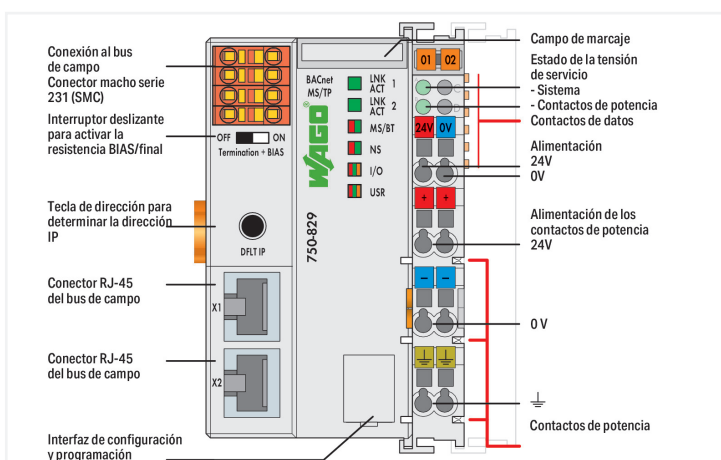 Conexión al bus
de campo
Conector macho serie
231 (SMC)
Interruptor deslizante
para activar la
resistencia BIAS/final
Tecla de dirección para
determinar la dirección
IP
Conector RJ-45
del bus de campo
Conector RJ-45
del bus de campo
Interfaz de configuración
y programación
OFF ON
Termination + BIAS
DFLT IP
X1
X2
BACnet
MS/TP
WAGO
750-829
LNK 1
ACT
LNK 2
ACT
MS/BT
NS
I/O
USR
01 02
C
D
24V 0V
+ +
– –
Campo de marcaje
Estado de la tensión
de servicio
- Sistema
- Contactos de potencia
Contactos de datos
Alimentación
24V
0V
Alimentación de los
contactos de potencia
24V
0 V
Contactos de potencia